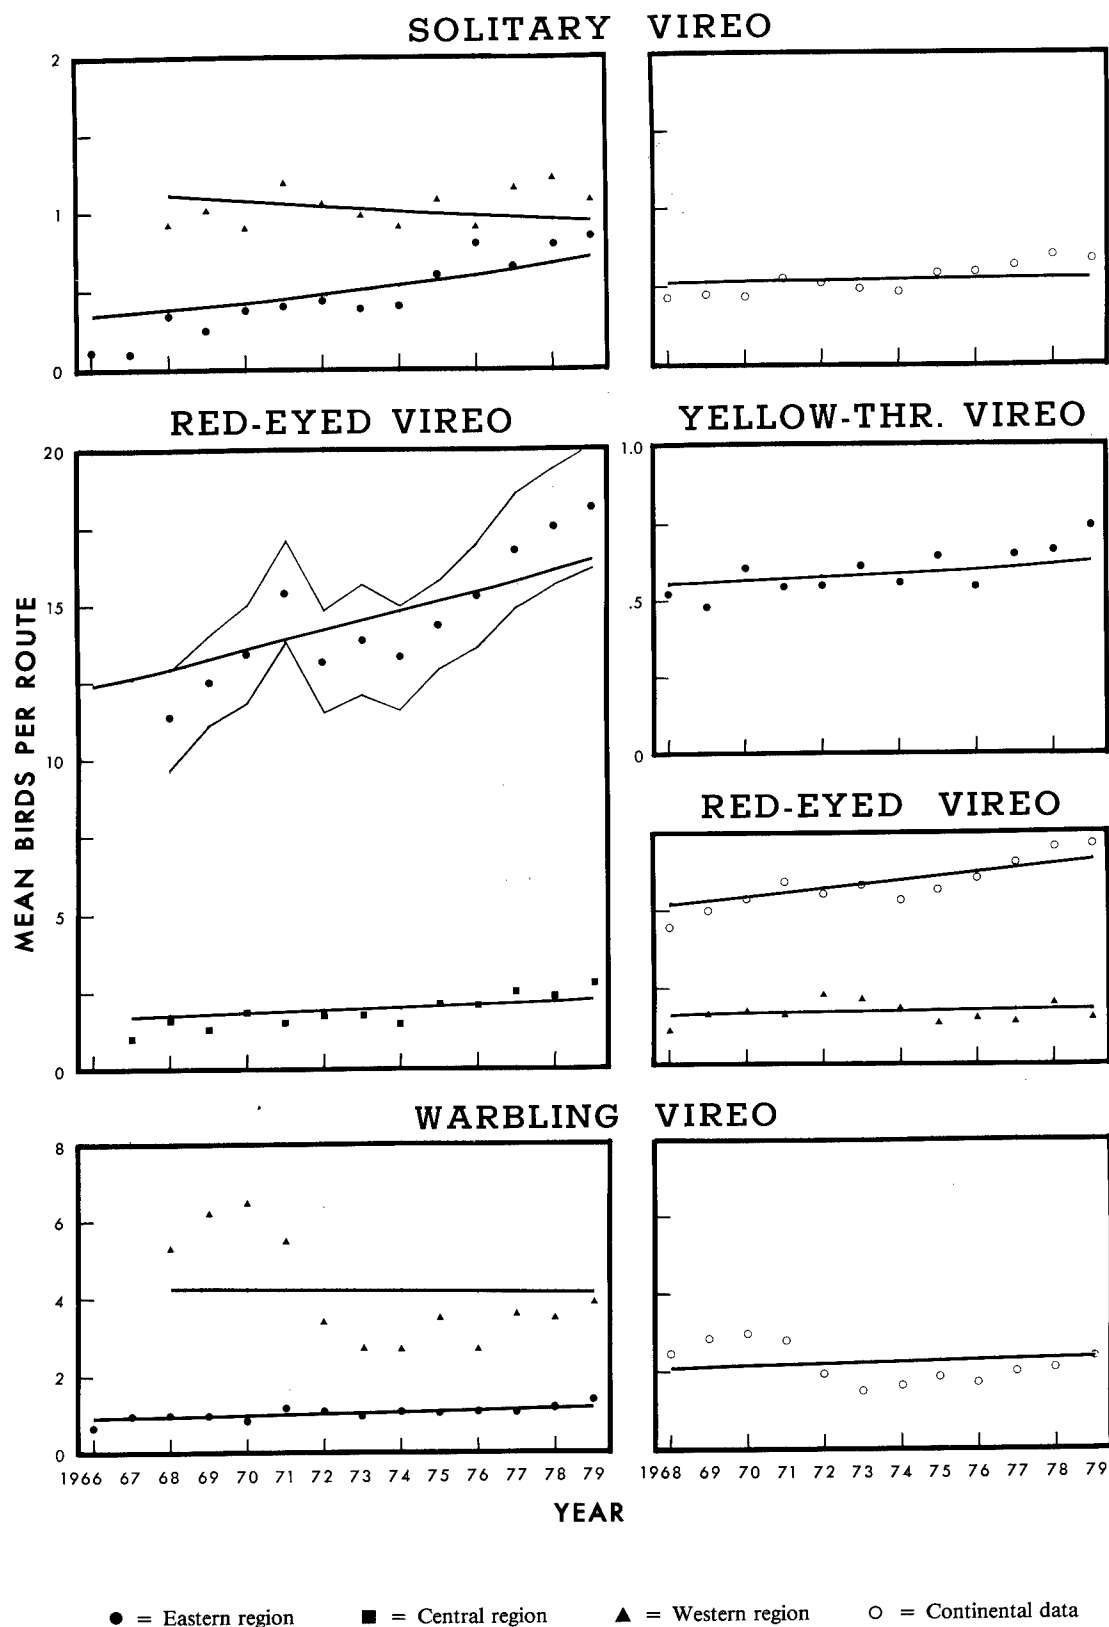 SOLITARY VIREO
2
1
0
RED-EYED VIREO
YELLOW-THR. VIREO
MEAN BIRDS PER ROUTE
20
15
10
5
0
1.0
.5
0
RED-EYED VIREO
WARBLING VIREO
8
6
4
2
0
1966 67 68 69 70 71 72 73 74 75 76 77 78 79
1968 69 70 71 72 73 74 75 76 77 78 79
YEAR
● = Eastern region ■ = Central region ▲ = Western region ○ = Continental data